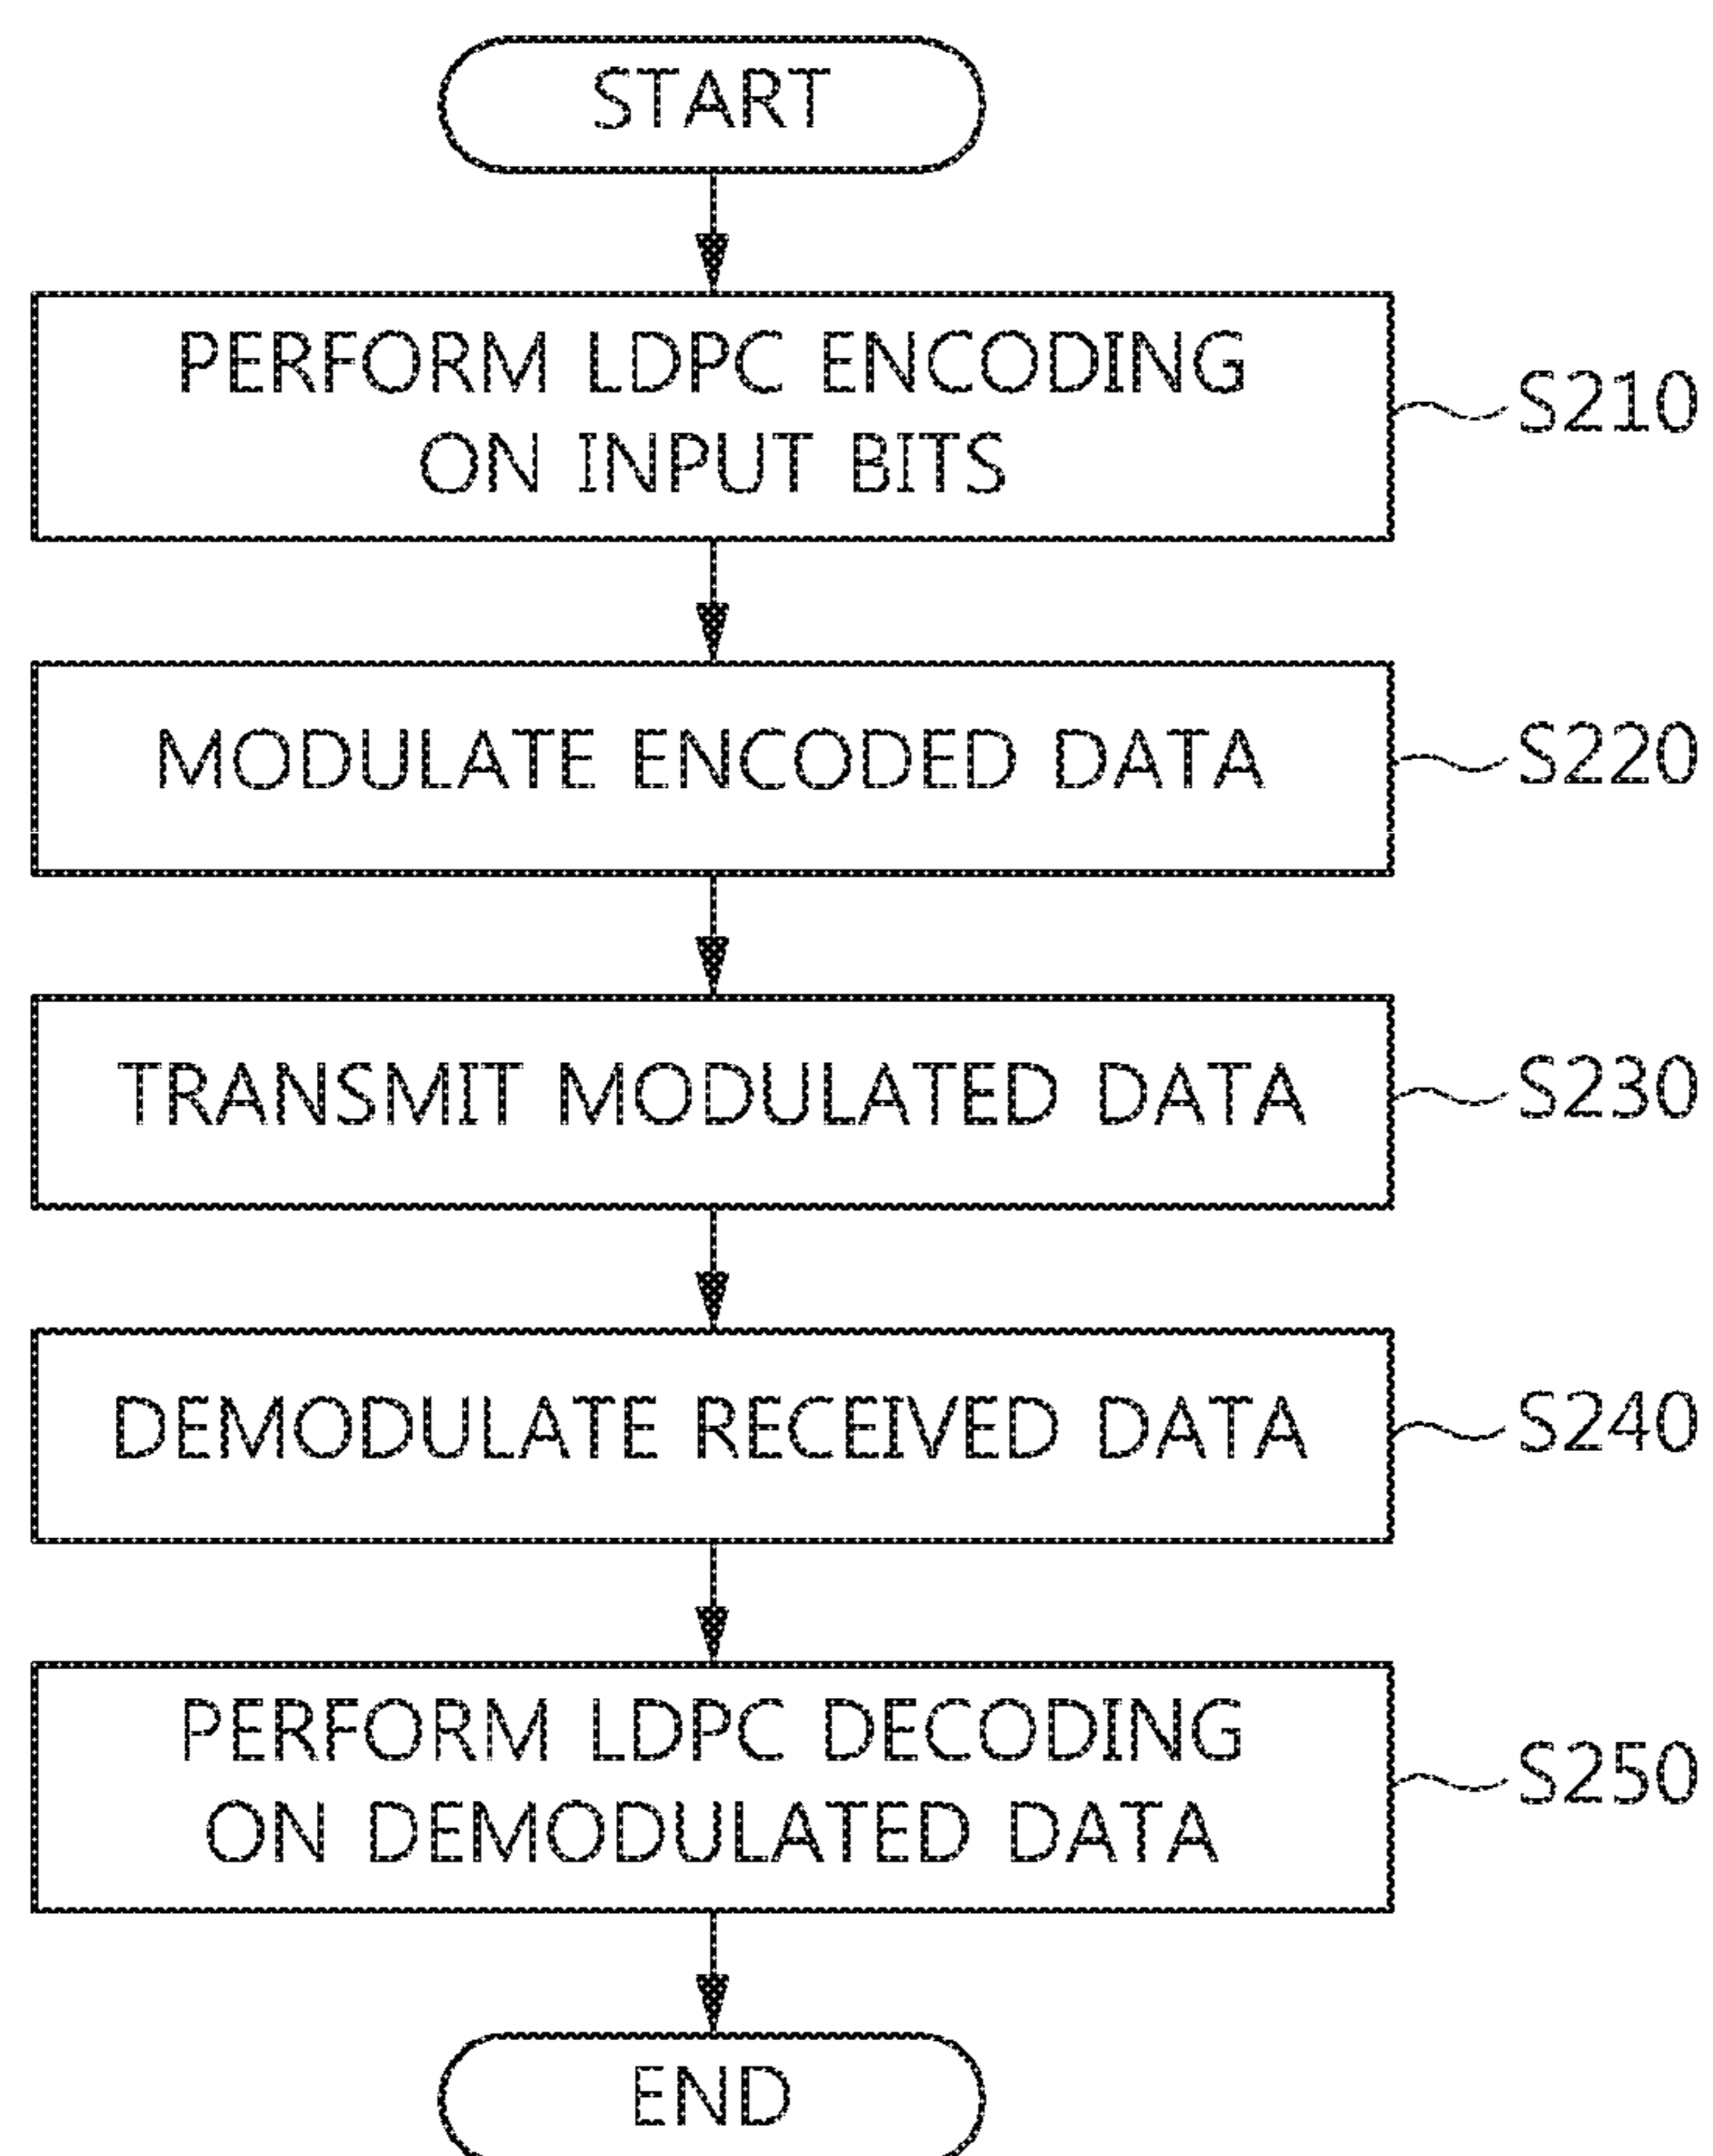 START
PERFORM LDPC ENCODING
ON INPUT BITS
S210
MODULATE ENCODED DATA
S220
TRANSMIT MODULATED DATA
S230
DEMODULATE RECEIVED DATA
S240
PERFORM LDPC DECODING
ON DEMODULATED DATA
S250
END